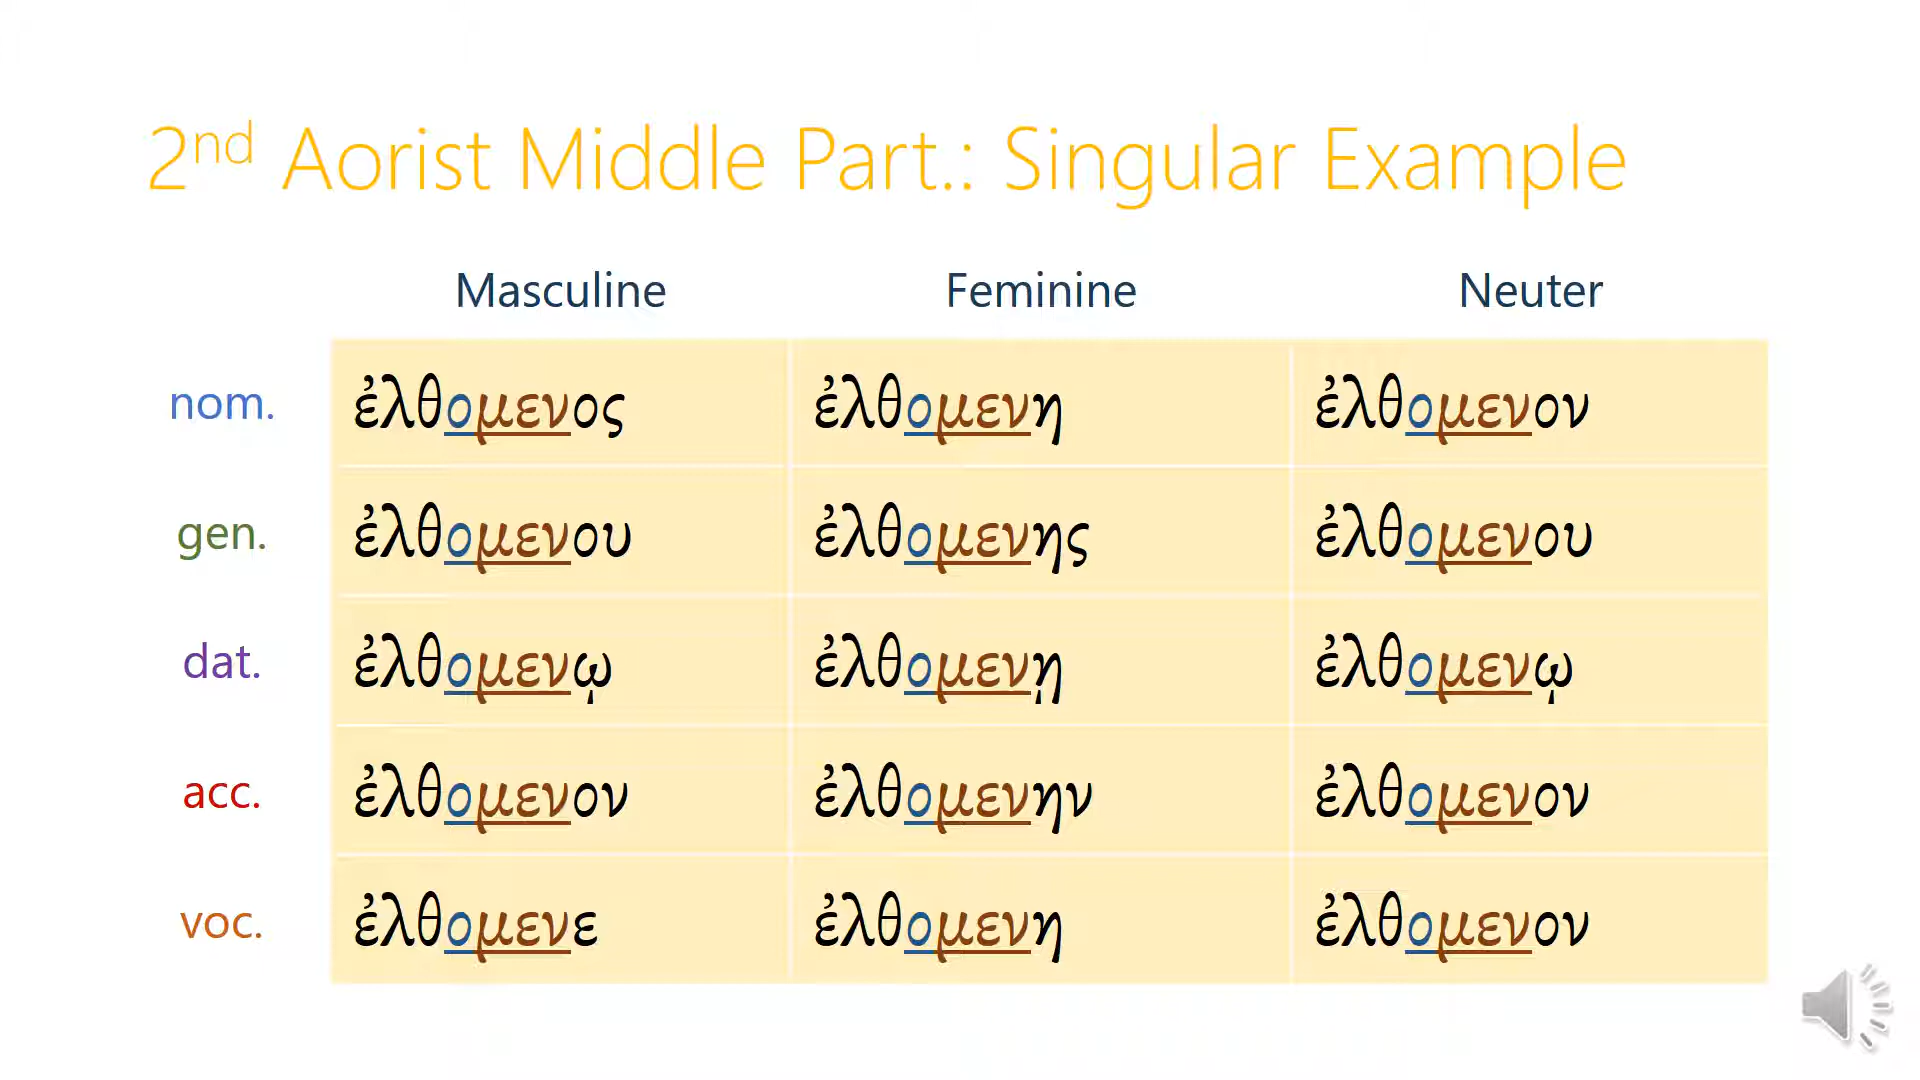 2nd Aorist Middle Part.: Singular Example
Masculine Feminine Neuter
nom. ἐλθομενος ἐλθομενη ἐλθομενον
gen. ἐλθομενου ἐλθομενης ἐλθομενου
dat. ἐλθομενῳ ἐλθομενῃ ἐλθομενῳ
acc. ἐλθομενον ἐλθομενην ἐλθομενον
voc. ἐλθομενε ἐλθομενη ἐλθομενον